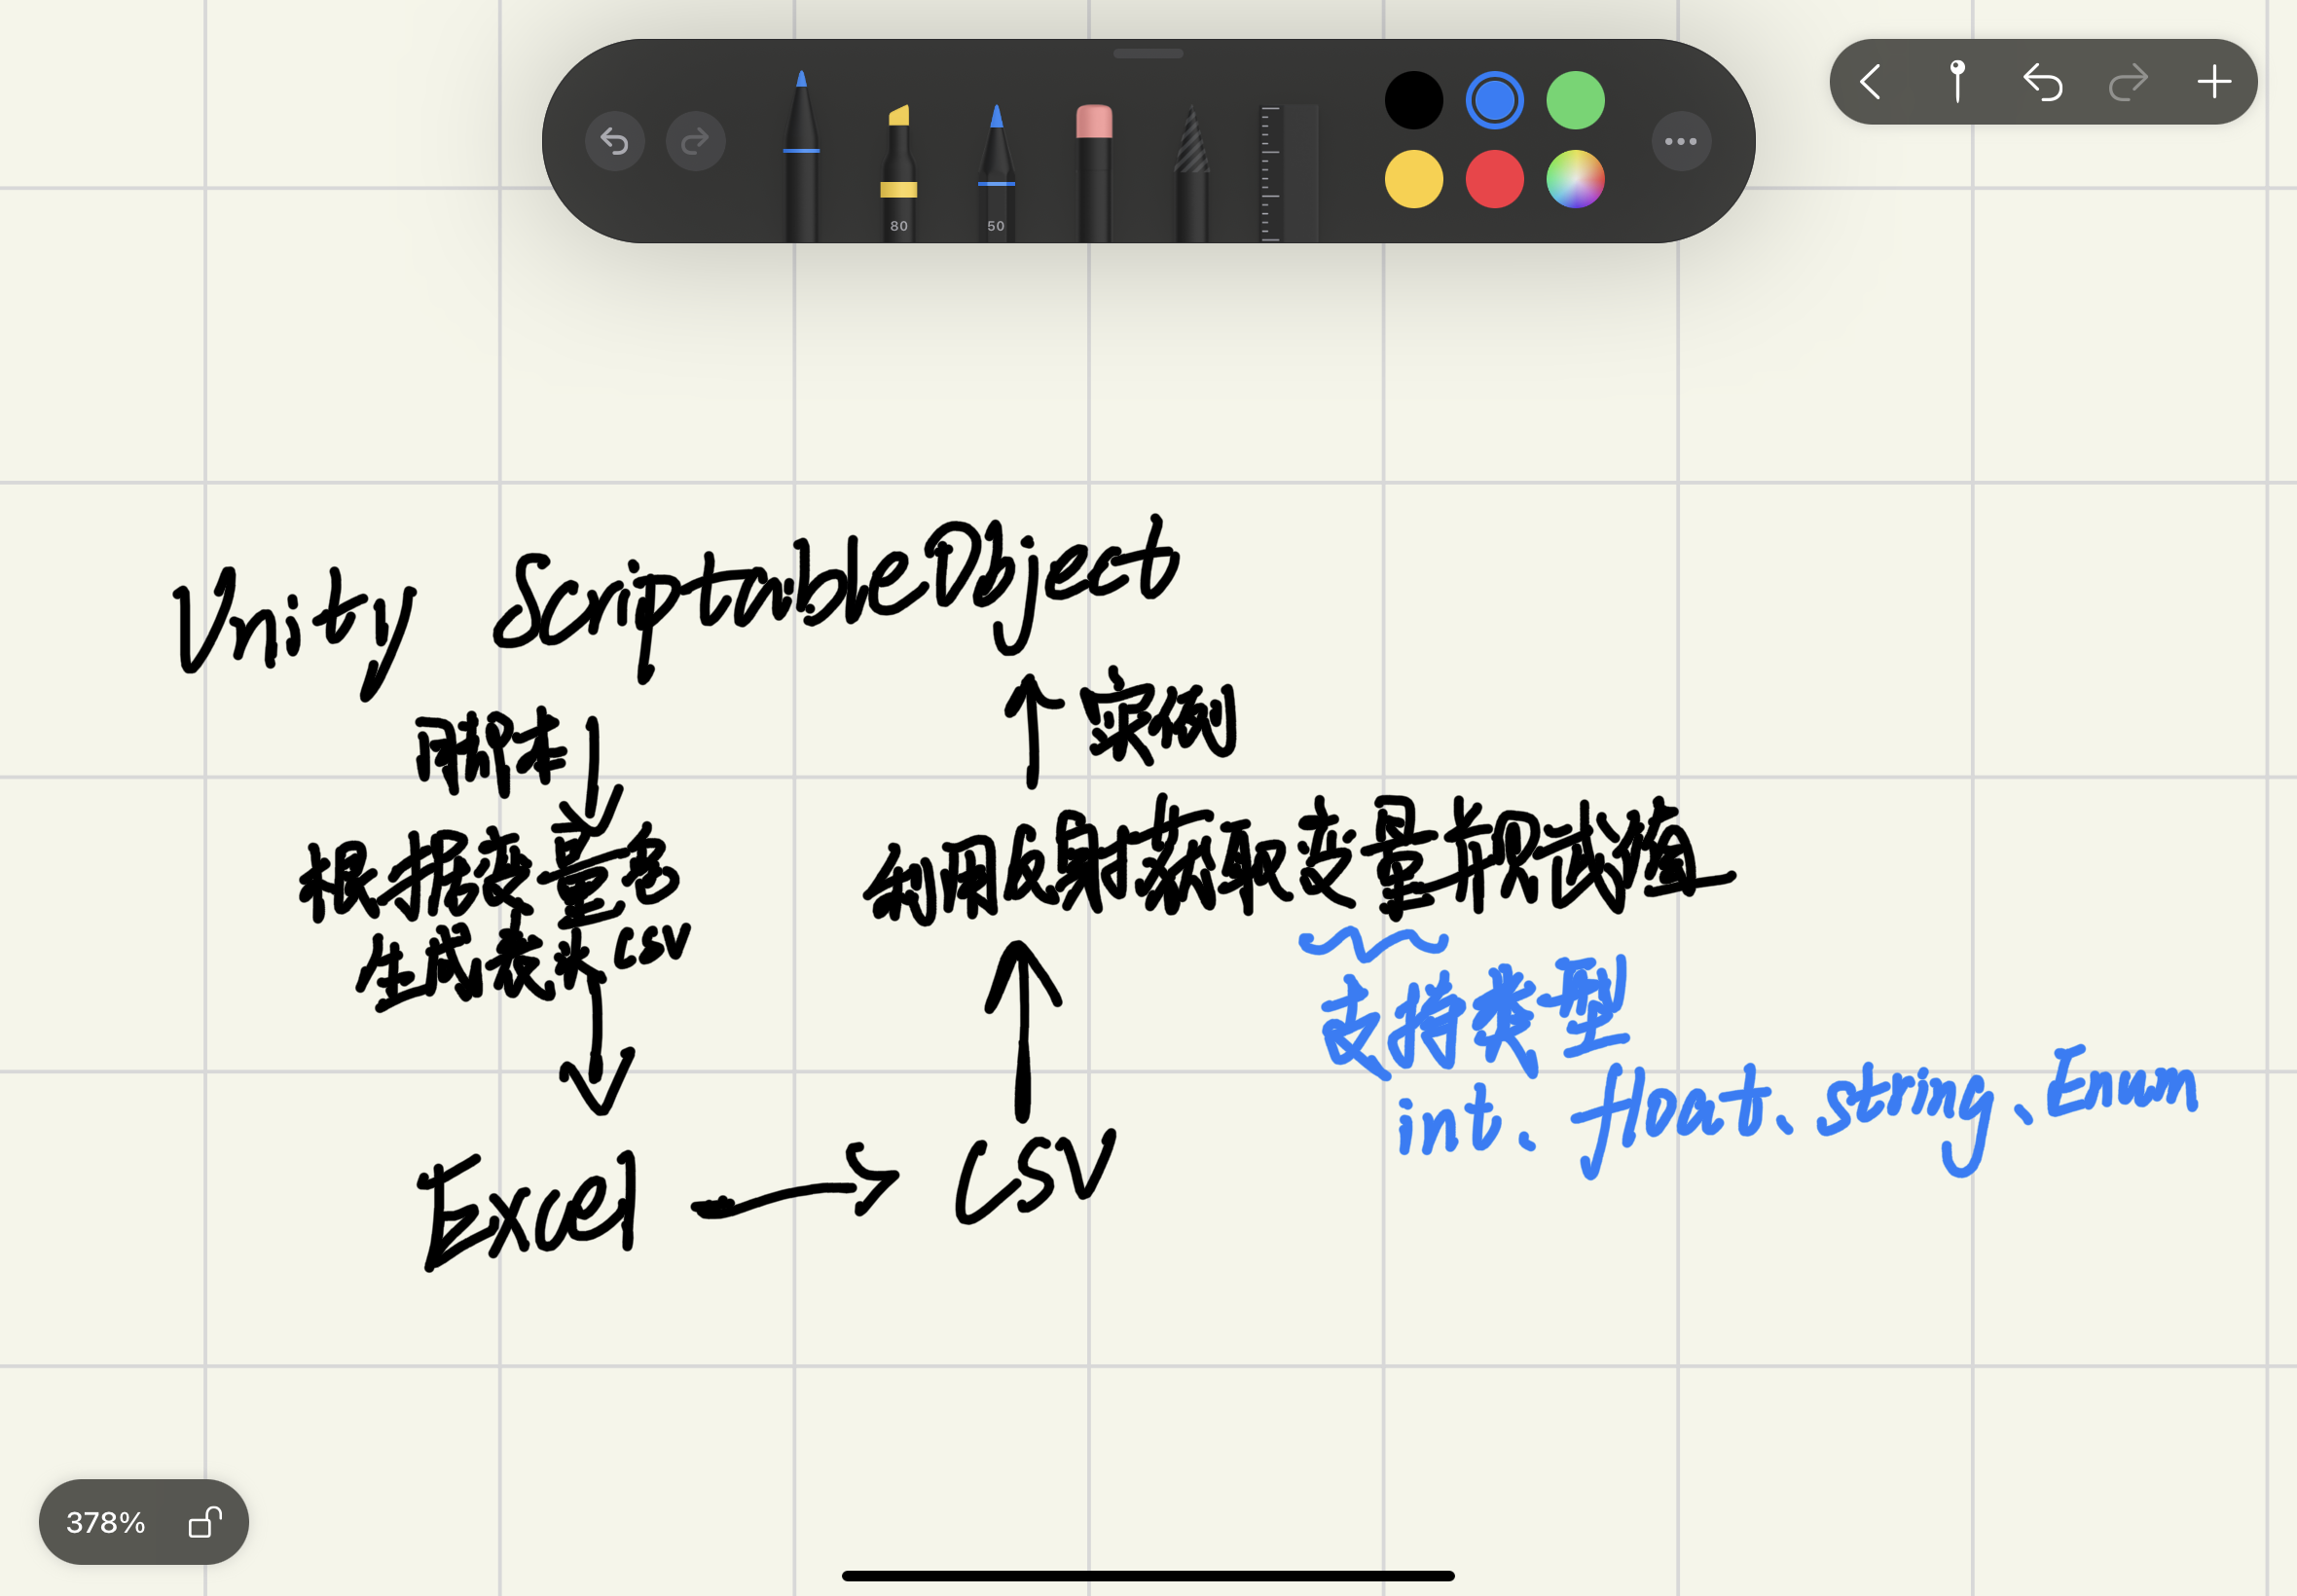 80
50
Unity ScriptableObject
脚本
实例
根据变量名
生成表头CSV
利用反射获取变量并尝试赋值
支持类型
int、float、string、Enum
Excel → CSV
378%